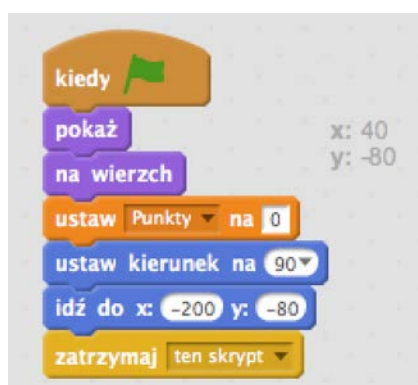 kiedy
pokaż
x: 40
y: -80
na wierzch
ustaw Punkty na 0
ustaw kierunek na 90
idź do x: -200 y: -80
zatrzymaj ten skrypt